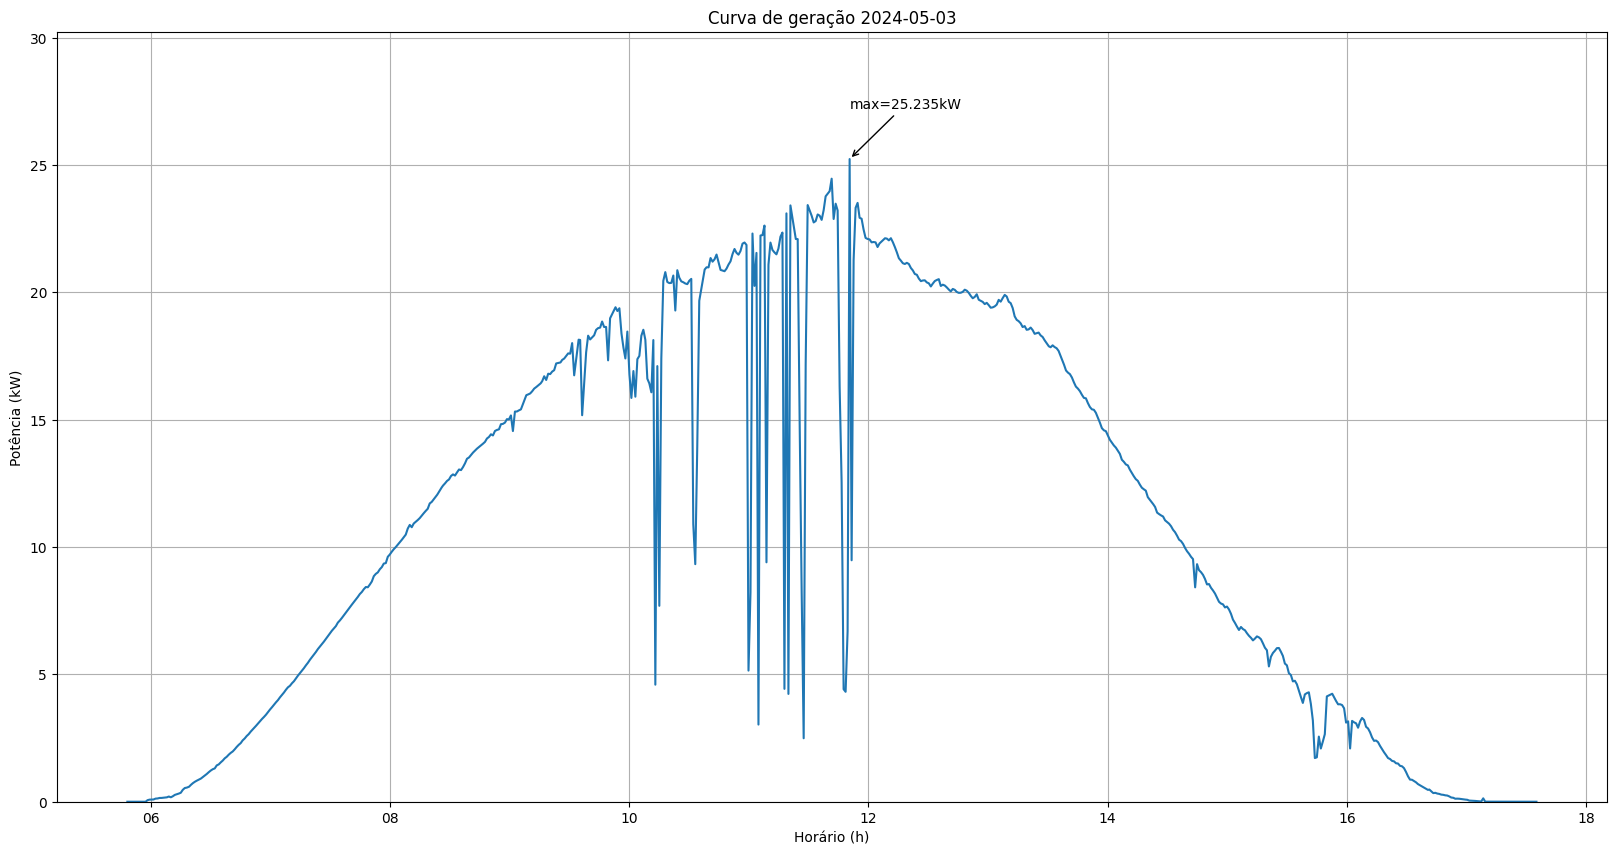 Curva de geração 2024-05-03
30
25
20
15
10
5
0
Potência (kW)
max=25.235kW
06 08 10 12 14 16 18
Horário (h)